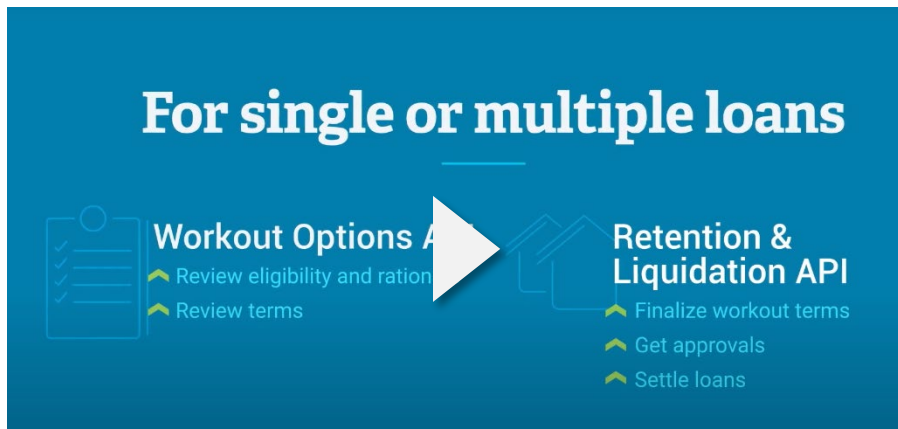 For single or multiple loans
Workout Options
Review eligibility and
Review terms
Retention &
Liquidation API
Finalize workout terms
Get approvals
Settle loans